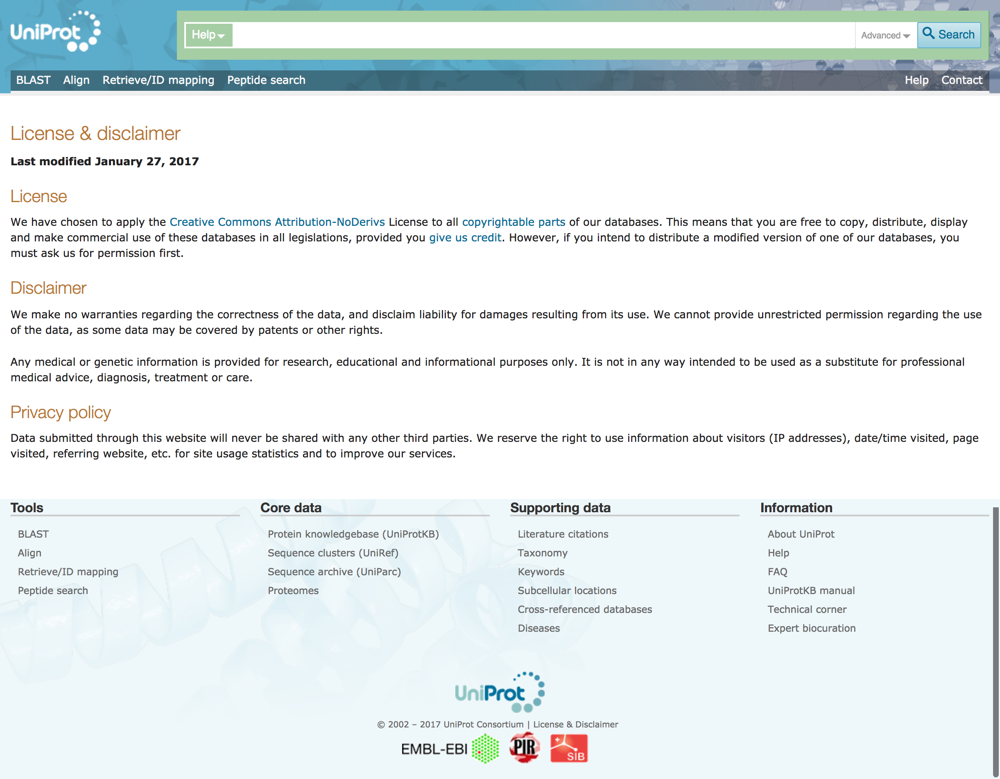 UniProt
Help
Advanced
Search
BLAST Align Retrieve/ID mapping Peptide search Help Contact
License & disclaimer
Last modified January 27, 2017
License
We have chosen to apply the Creative Commons Attribution-NoDerivs License to all copyrightable parts of our databases. This means that you are free to copy, distribute, display
and make commercial use of these databases in all legislations, provided you give us credit. However, if you intend to distribute a modified version of one of our databases, you
must ask us for permission first.
Disclaimer
We make no warranties regarding the correctness of the data, and disclaim liability for damages resulting from its use. We cannot provide unrestricted permission regarding the use
of the data, as some data may be covered by patents or other rights.
Any medical or genetic information is provided for research, educational and informational purposes only. It is not in any way intended to be used as a substitute for professional
medical advice, diagnosis, treatment or care.
Privacy policy
Data submitted through this website will never be shared with any other third parties. We reserve the right to use information about visitors (IP addresses), date/time visited, page
visited, referring website, etc. for site usage statistics and to improve our services.
Tools
BLAST
Align
Retrieve/ID mapping
Peptide search
Core data
Protein knowledgebase (UniProtKB)
Sequence clusters (UniRef)
Sequence archive (UniParc)
Proteomes
Supporting data
Literature citations
Taxonomy
Keywords
Subcellular locations
Cross-referenced databases
Diseases
Information
About UniProt
Help
FAQ
UniProtKB manual
Technical corner
Expert biocuration
UniProt
© 2002 – 2017 UniProt Consortium | License & Disclaimer
EMBL-EBI PIR SIB